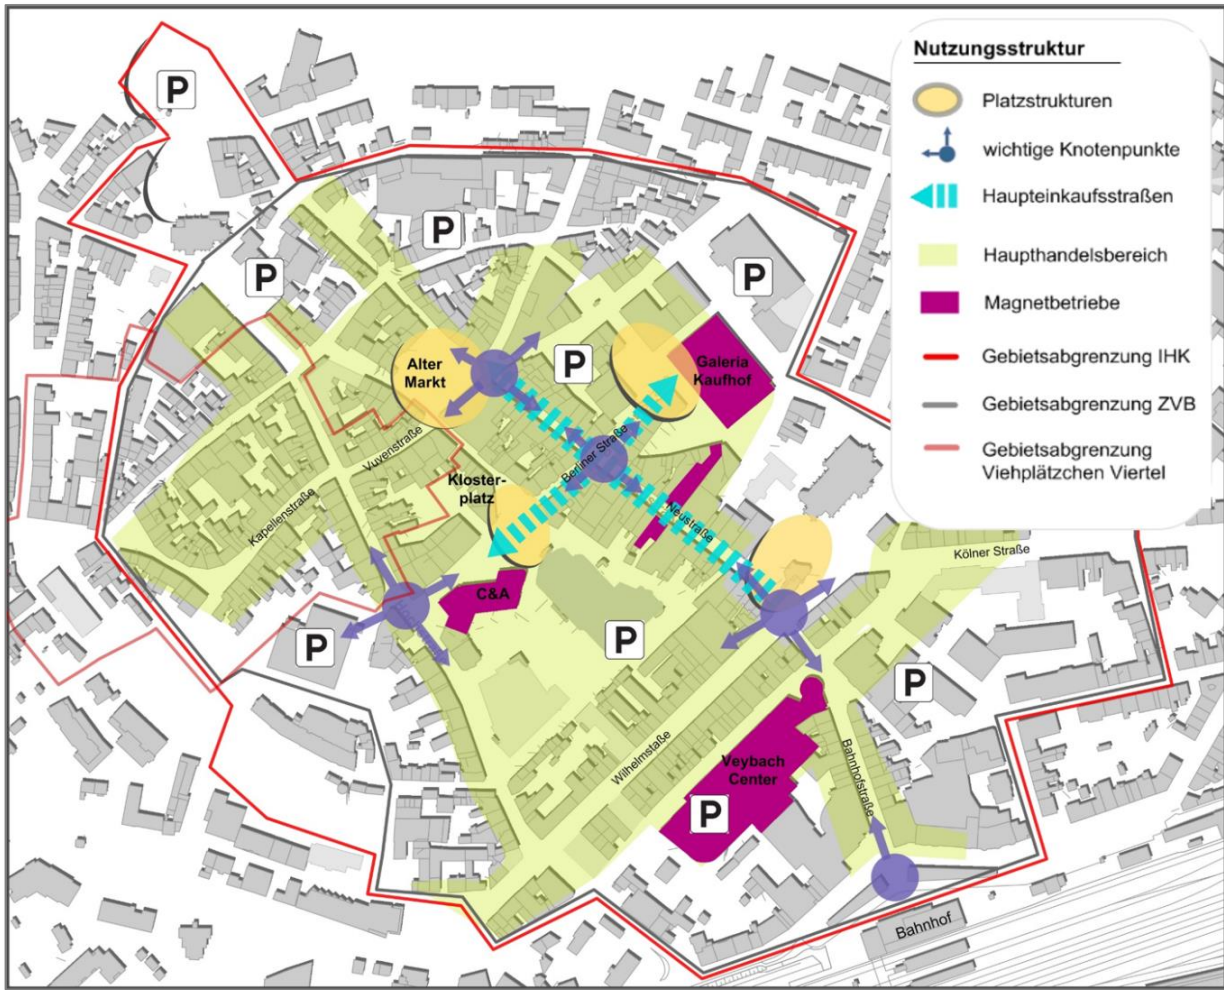 Nutzungsstruktur
Platzstrukturen
wichtige Knotenpunkte
Haupteinkaufsstraßen
Haupthandelsbereich
Magnetbetriebe
Gebietsabgrenzung IHK
Gebietsabgrenzung ZVB
Gebietsabgrenzung
Viehplätzchen Viertel
P
P
P
P
Alter
Markt
P
Galeria
Kaufhof
Vuvenstraße
Berliner Straße
Kloster-
platz
Kapellenstraße
Neustraße
Kölner Straße
C&A
P
P
P
Wilhelmstaße
Veybach
Center
Bahnhofstraße
P
Bahnhof